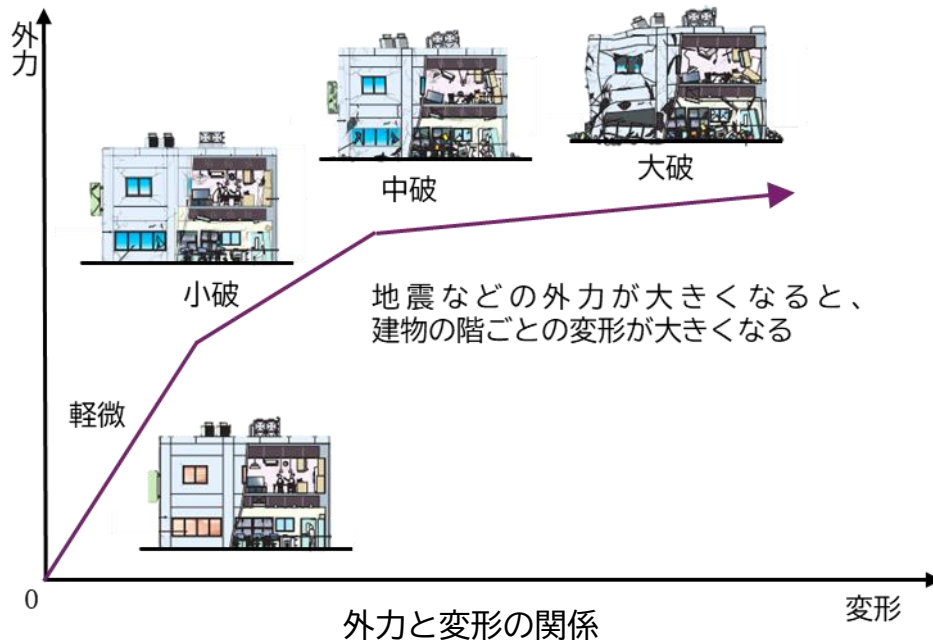 外力
中破
大破
小破
地震などの外力が大きくなると、
建物の階ごとの変形が大きくなる
軽微
0
変形
外力と変形の関係